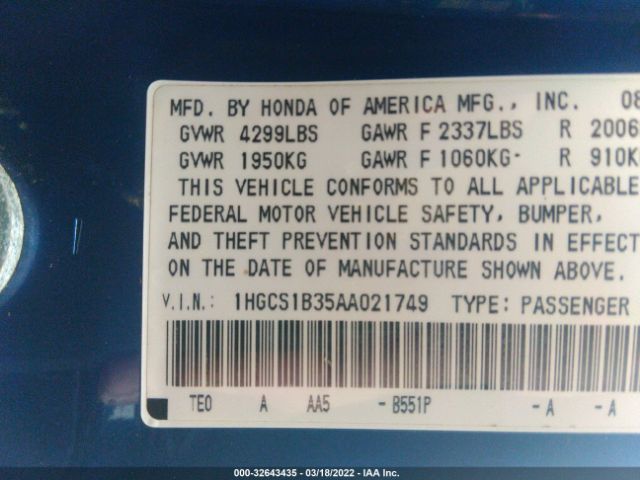 MFD. BY HONDA OF AMERICA MFG., INC. 08
GVWR 4299LBS GAWR F 2337LBS R 2006
GVWR 1950KG GAWR F 1060KG R 910K
THIS VEHICLE CONFORMS TO ALL APPLICABLE
FEDERAL MOTOR VEHICLE SAFETY, BUMPER,
AND THEFT PREVENTION STANDARDS IN EFFECT
ON THE DATE OF MANUFACTURE SHOWN ABOVE.
V.I.N.: 1HGCS1B35AA021749 TYPE: PASSENGER
TE0 A AA5 - B551P - A - A
000-32643435 - 03/18/2022 - IAA Inc.